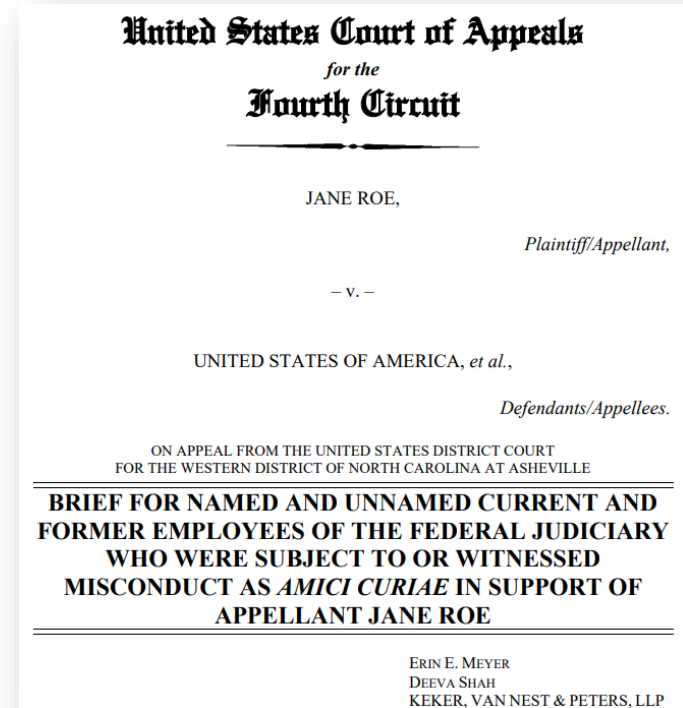 United States Court of Appeals
for the
Fourth Circuit
JANE ROE,
Plaintiff/Appellant,
– v. –
UNITED STATES OF AMERICA, et al.,
Defendants/Appellees.
ON APPEAL FROM THE UNITED STATES DISTRICT COURT
FOR THE WESTERN DISTRICT OF NORTH CAROLINA AT ASHEVILLE
BRIEF FOR NAMED AND UNNAMED CURRENT AND
FORMER EMPLOYEES OF THE FEDERAL JUDICIARY
WHO WERE SUBJECT TO OR WITNESSED
MISCONDUCT AS AMICI CURIAE IN SUPPORT OF
APPELLANT JANE ROE
ERIN E. MEYER
DEEVA SHAH
KEKER, VAN NEST & PETERS, LLP